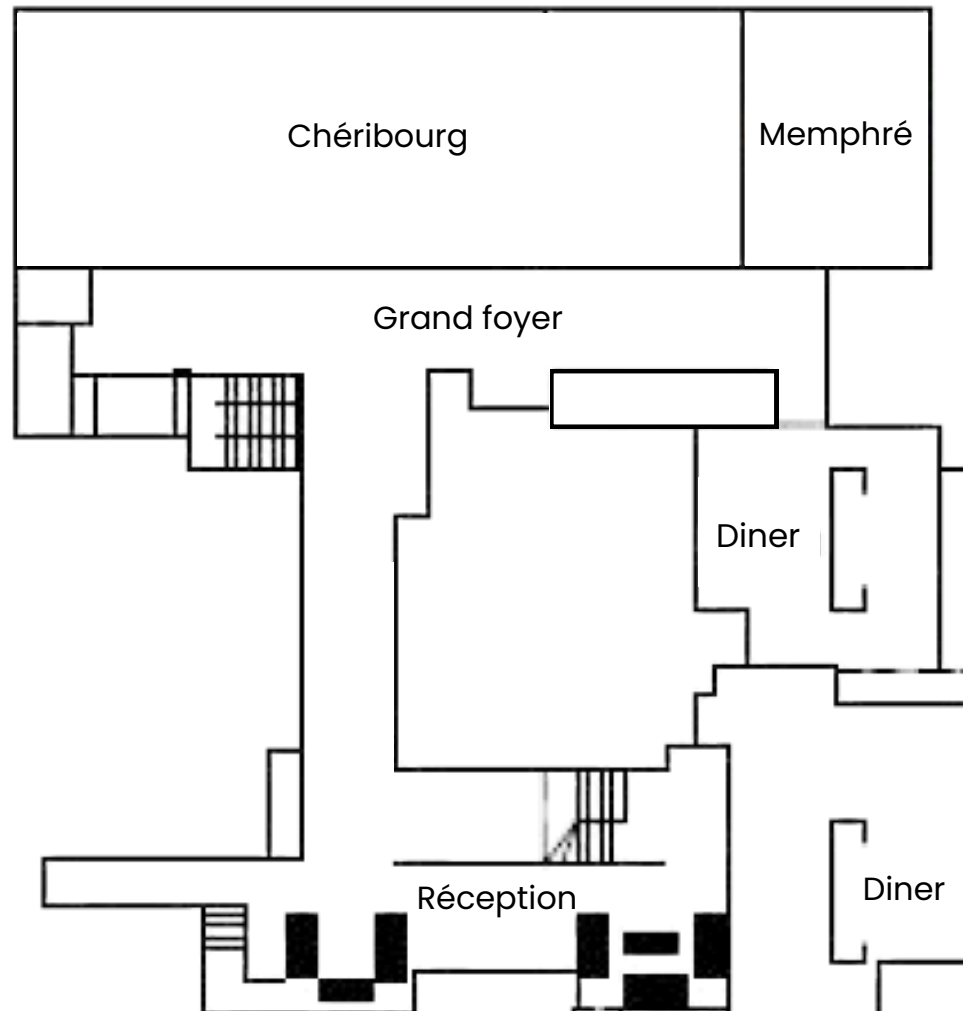 Chéribourg
Memphré
Grand foyer
Diner
Diner
Réception